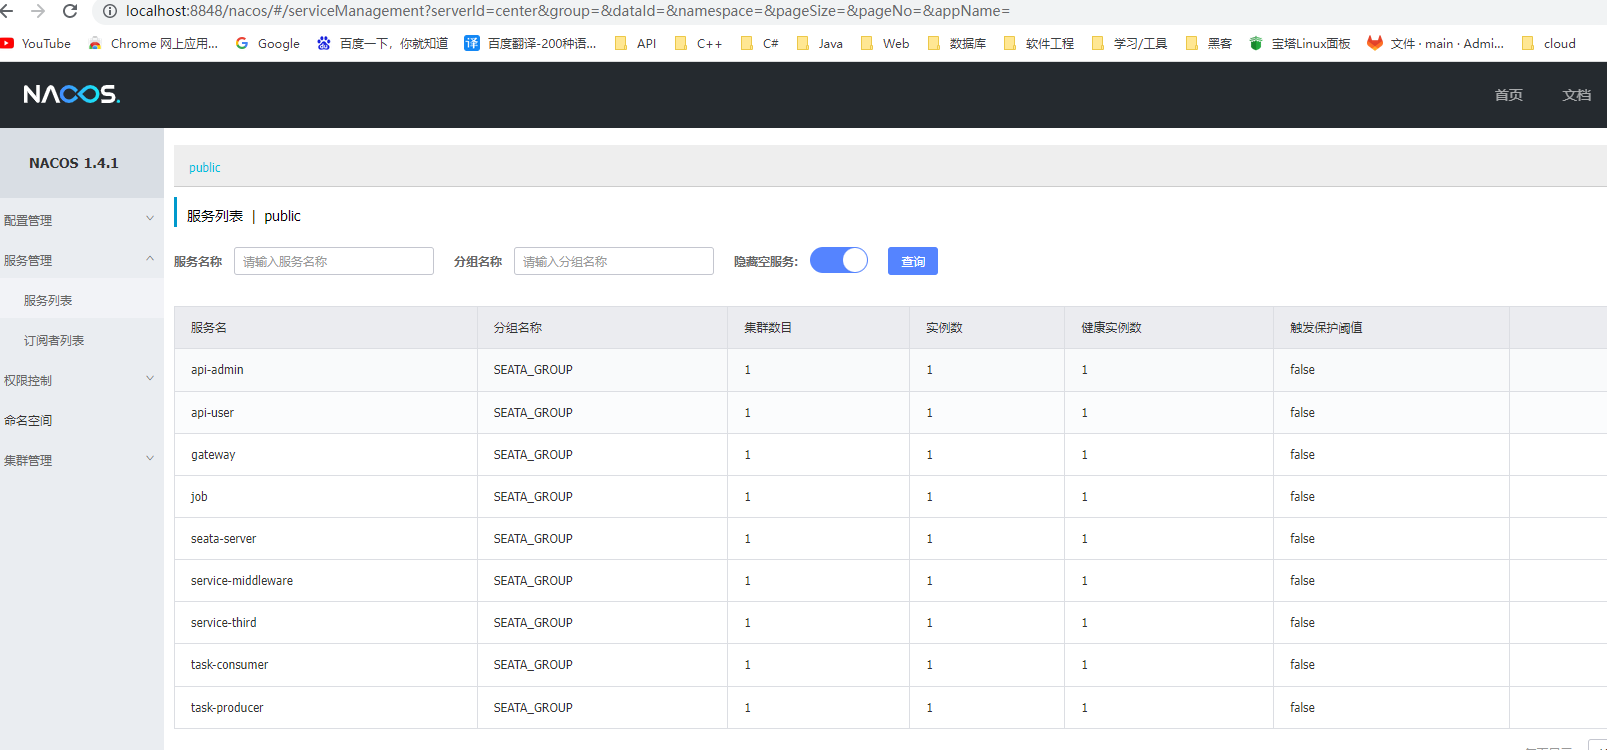 localhost:8848/nacos/#/serviceManagement?serverId=center&group=&dataId=&namespace=&pageSize=&pageNo=&appName=
YouTube Chrome 网上应用... Google 百度一下，你就知道 译 百度翻译-200种语... API C++ C# Java Web 数据库 软件工程 学习/工具 黑客 宝塔Linux面板 文件 · main · Admi... cloud
NACOS. 首页 文档
NACOS 1.4.1
配置管理
服务管理
服务列表
订阅者列表
权限控制
命名空间
集群管理
public
服务列表 | public
服务名称 请输入服务名称 分组名称 请输入分组名称 隐藏空服务: 查询
服务名 分组名称 集群数目 实例数 健康实例数 触发保护阈值
api-admin SEATA_GROUP 1 1 1 false
api-user SEATA_GROUP 1 1 1 false
gateway SEATA_GROUP 1 1 1 false
job SEATA_GROUP 1 1 1 false
seata-server SEATA_GROUP 1 1 1 false
service-middleware SEATA_GROUP 1 1 1 false
service-third SEATA_GROUP 1 1 1 false
task-consumer SEATA_GROUP 1 1 1 false
task-producer SEATA_GROUP 1 1 1 false